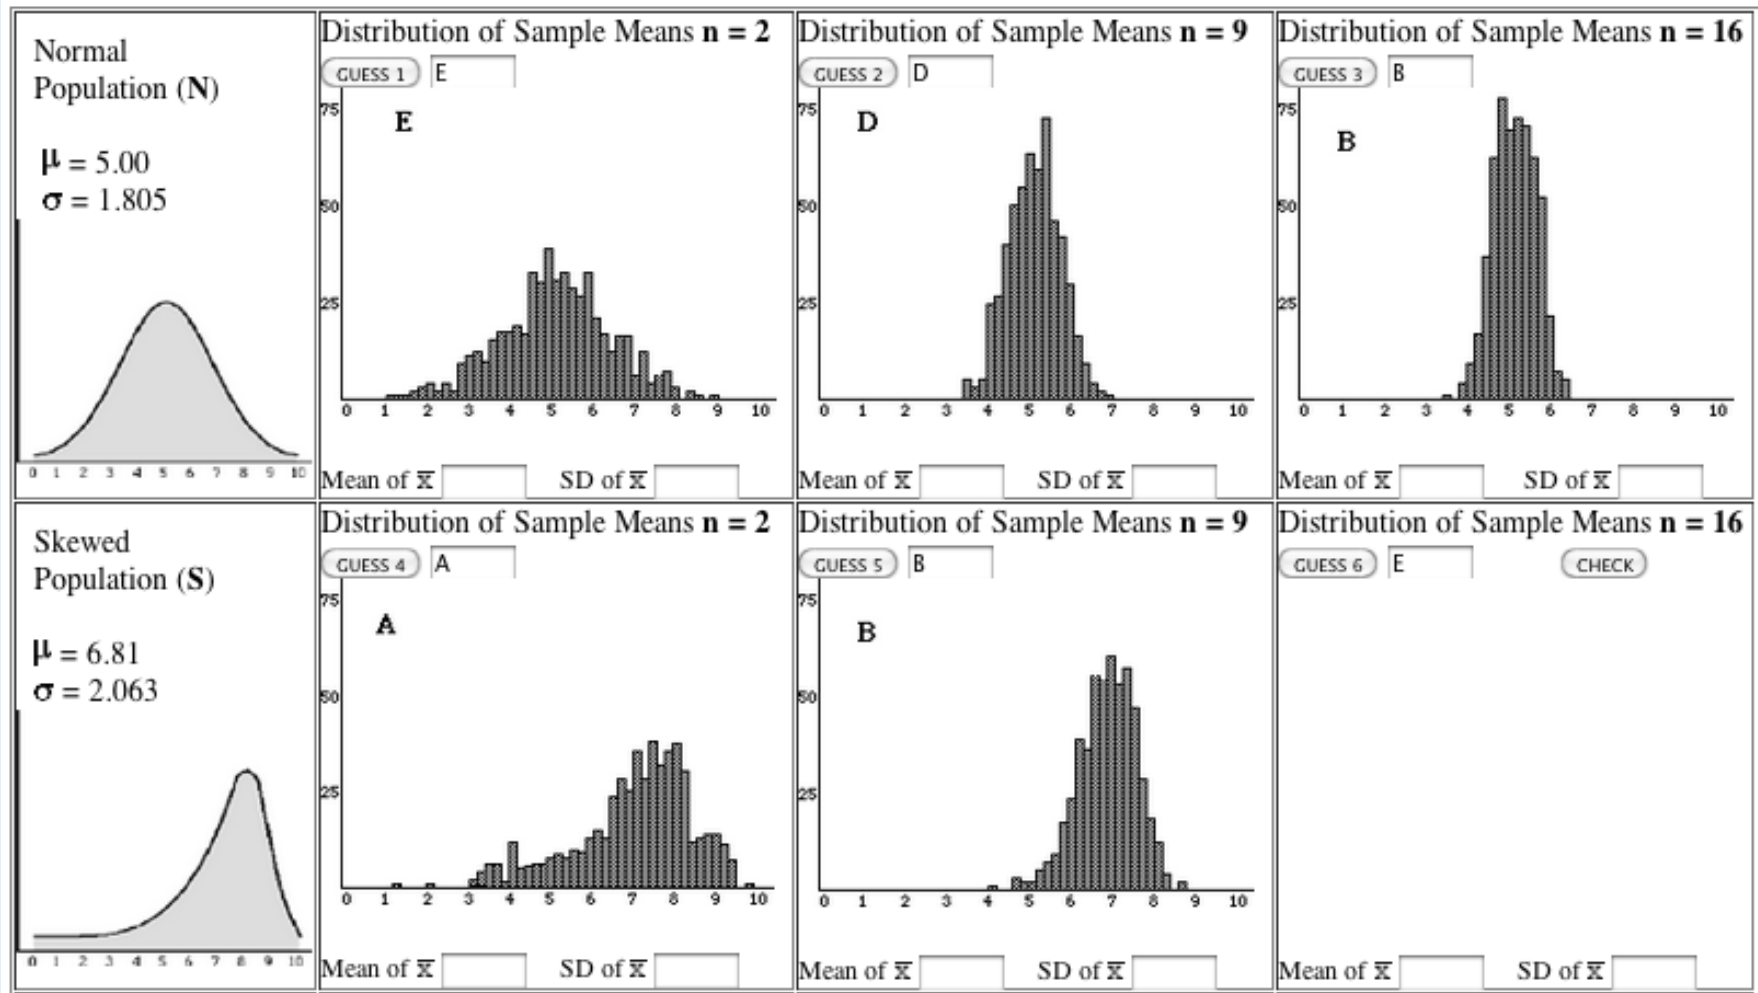 Normal
Population (N)
μ = 5.00
σ = 1.805
0 1 2 3 4 5 6 7 8 9 10
Distribution of Sample Means n = 2
GUESS 1 E
E
75
50
25
0 1 2 3 4 5 6 7 8 9 10
Mean of x̅ SD of x̅
Distribution of Sample Means n = 9
GUESS 2 D
D
75
50
25
0 1 2 3 4 5 6 7 8 9 10
Mean of x̅ SD of x̅
Distribution of Sample Means n = 16
GUESS 3 B
B
75
50
25
0 1 2 3 4 5 6 7 8 9 10
Mean of x̅ SD of x̅
Skewed
Population (S)
μ = 6.81
σ = 2.063
0 1 2 3 4 5 6 7 8 9 10
Distribution of Sample Means n = 2
GUESS 4 A
A
75
50
25
0 1 2 3 4 5 6 7 8 9 10
Mean of x̅ SD of x̅
Distribution of Sample Means n = 9
GUESS 5 B
B
75
50
25
0 1 2 3 4 5 6 7 8 9 10
Mean of x̅ SD of x̅
Distribution of Sample Means n = 16
GUESS 6 E CHECK
Mean of x̅ SD of x̅